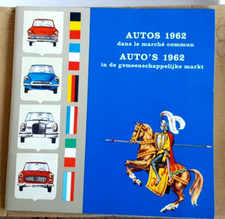 AUTOS 1962
dans le marché commun
AUTO'S 1962
in de gemeenschappelijke markt